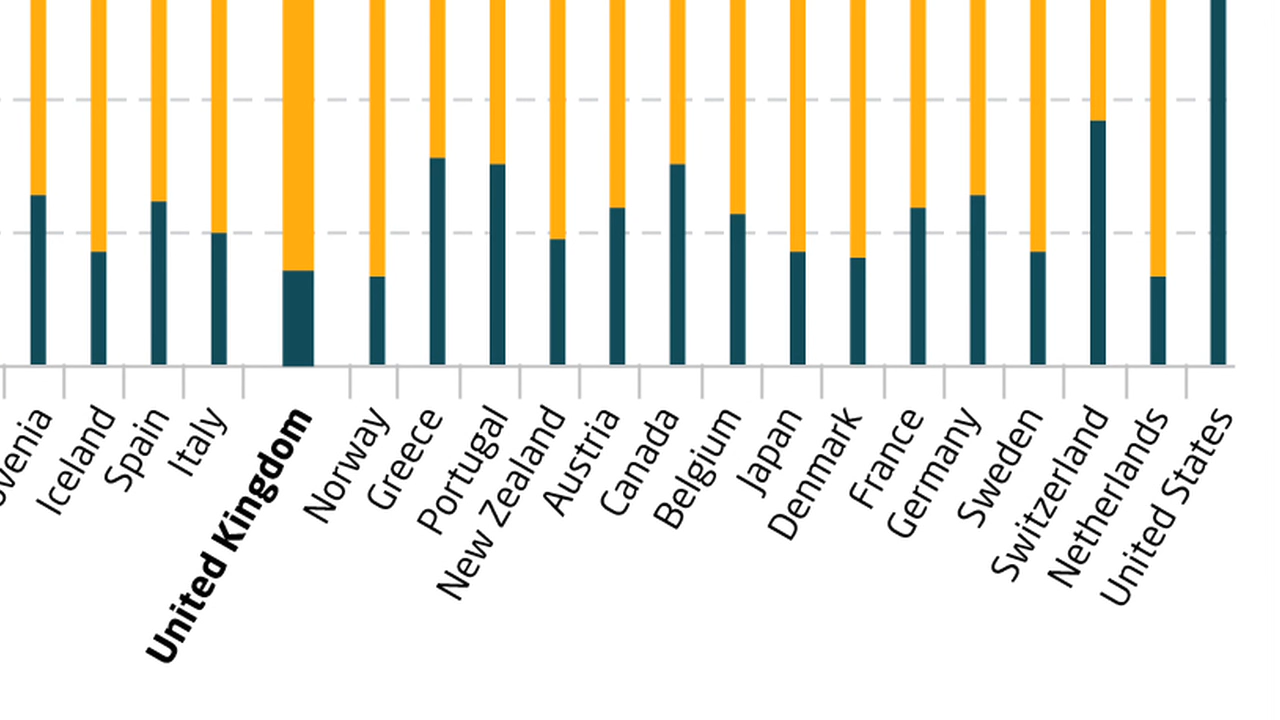 venia
Iceland
Spain
Italy
United Kingdom
Norway
Greece
Portugal
New Zealand
Austria
Canada
Belgium
Japan
Denmark
France
Germany
Sweden
Switzerland
Netherlands
United States